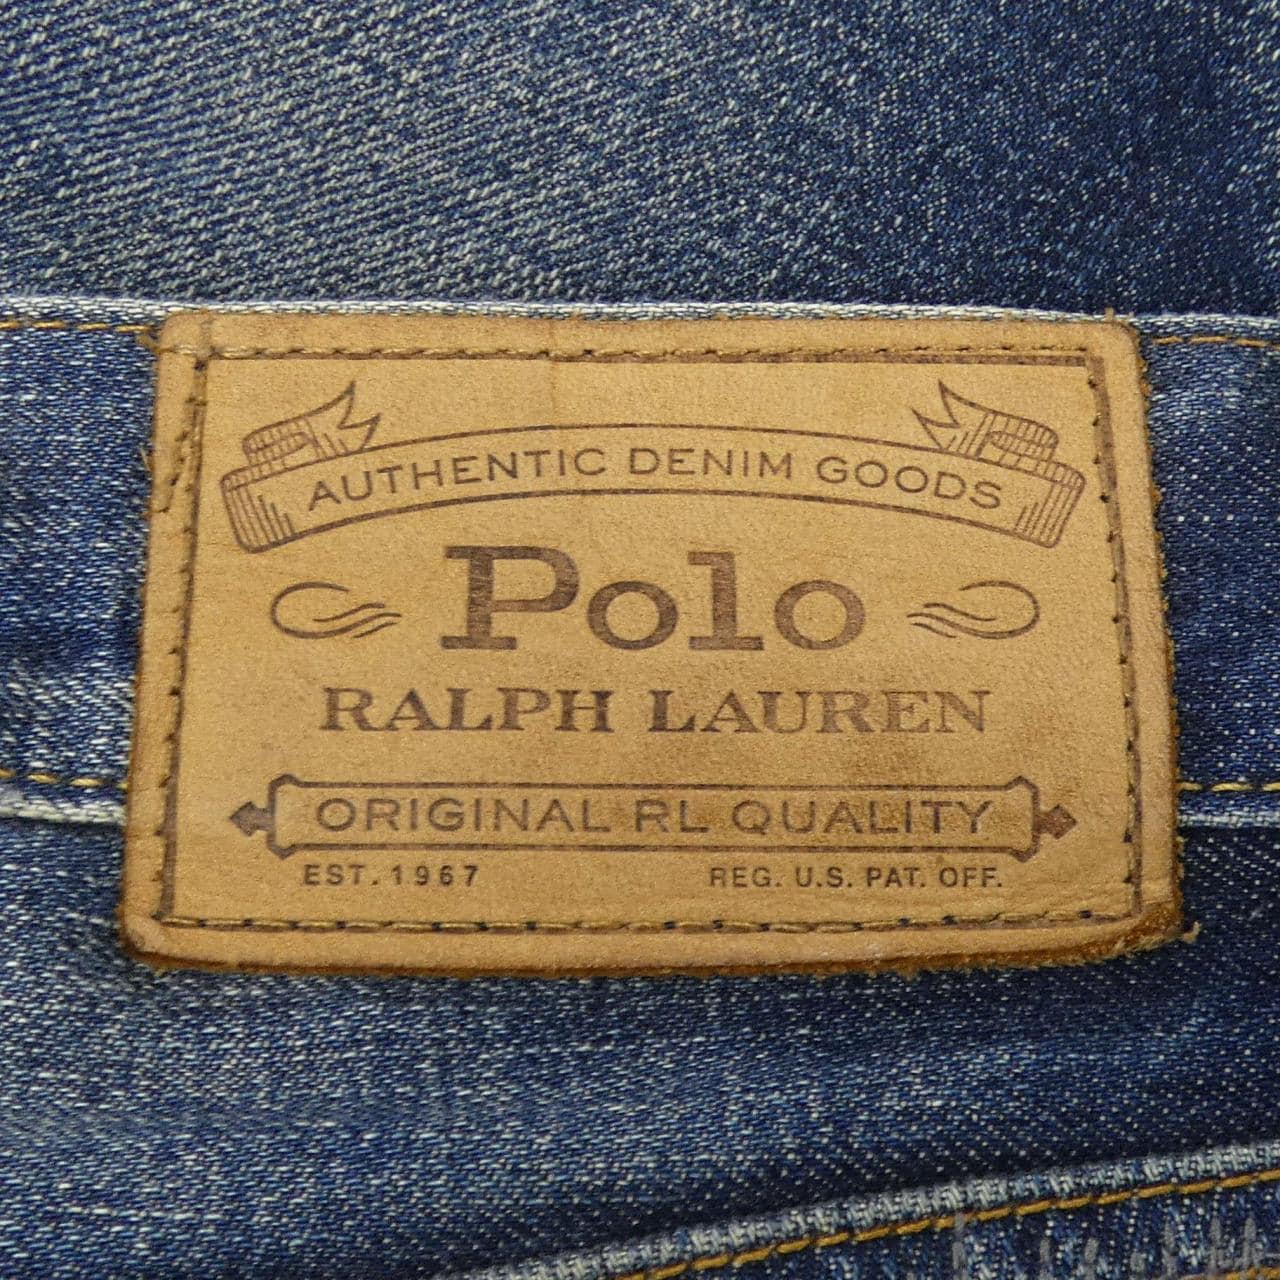 AUTHENTIC DENIM GOODS
Polo
RALPH LAUREN
ORIGINAL RL QUALITY
EST. 1967 REG. U.S. PAT. OFF.